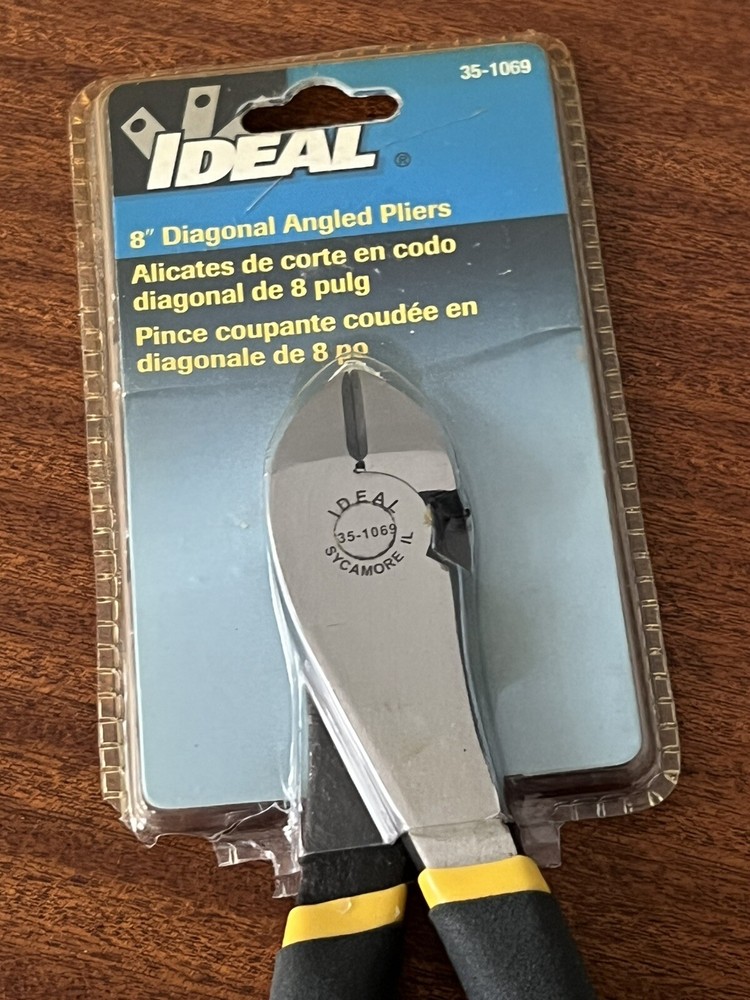 35-1069
IDEAL®
8″ Diagonal Angled Pliers
Alicates de corte en codo
diagonal de 8 pulg
Pince coupante coudée en
diagonale de 8 po
IDEAL
35-1069
SYCAMORE IL